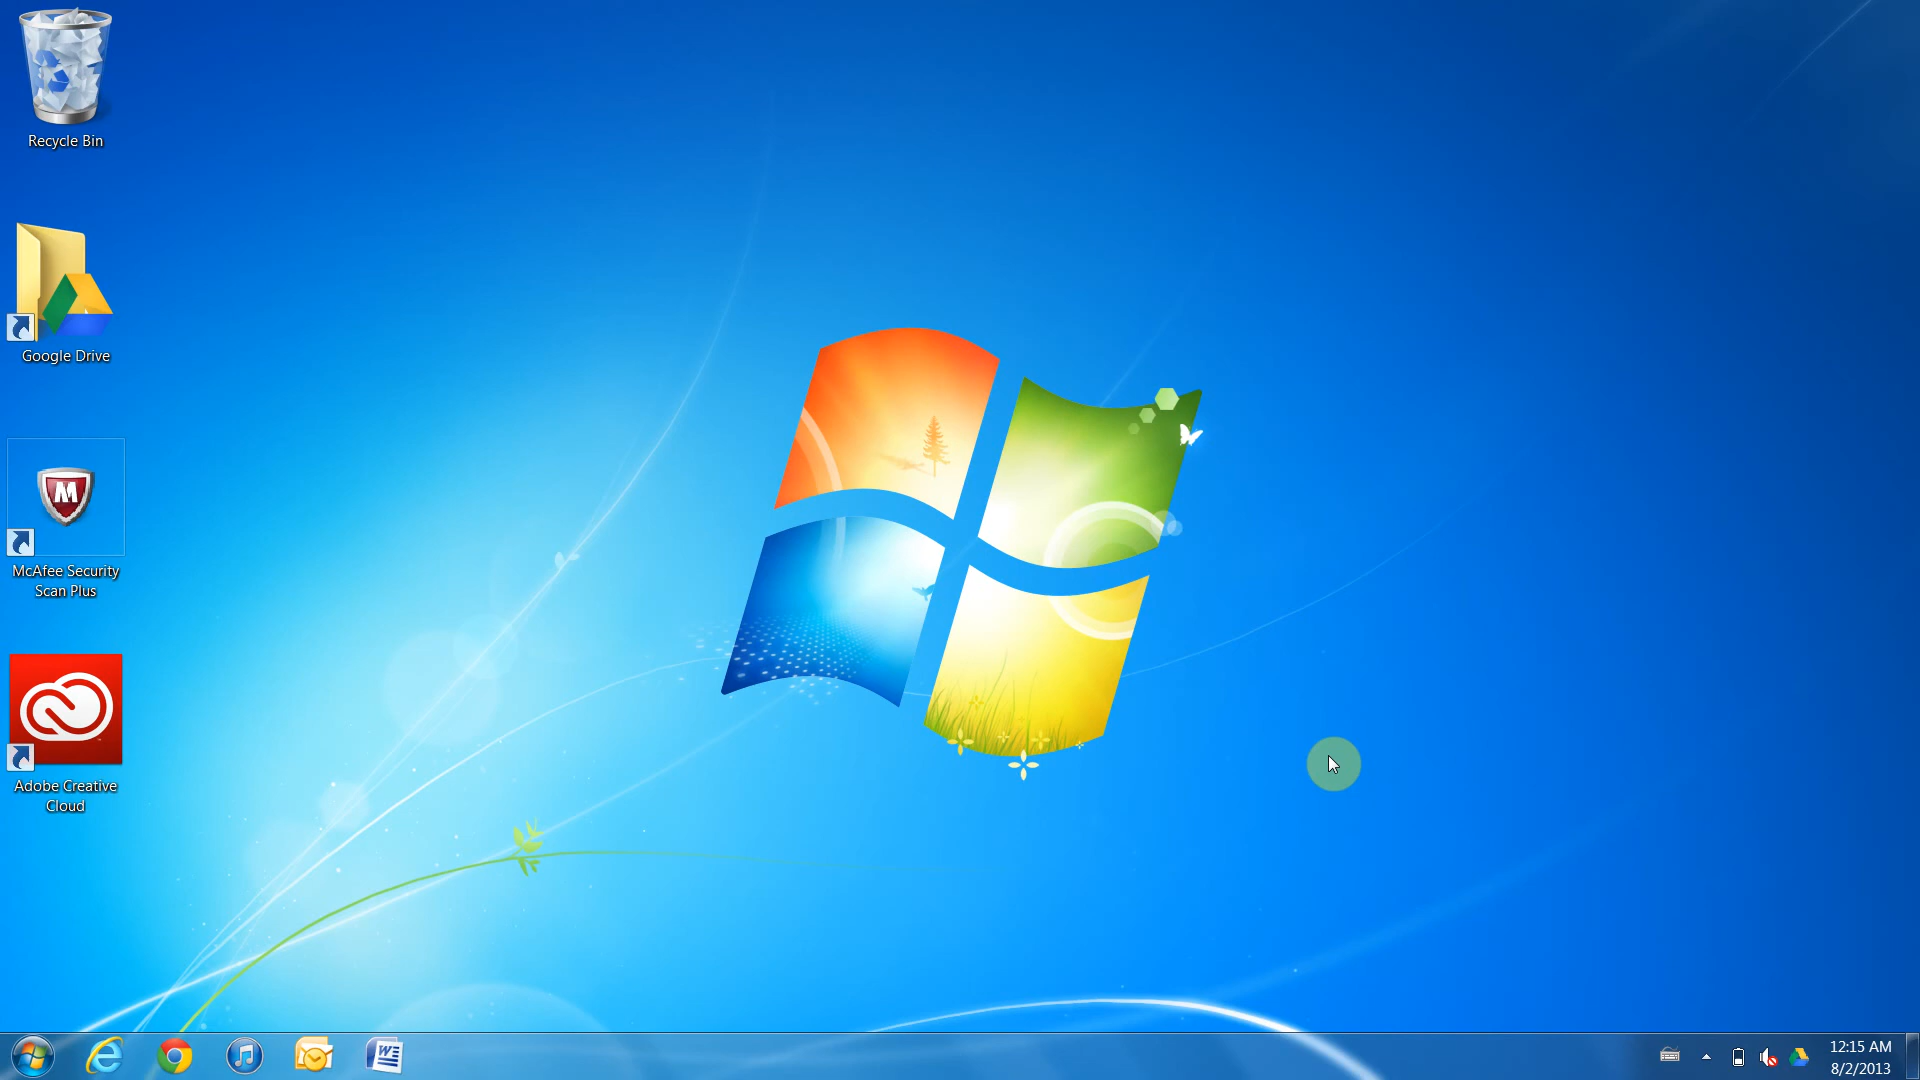 Recycle Bin
Google Drive
McAfee Security
Scan Plus
Adobe Creative
Cloud
12:15 AM
8/2/2013